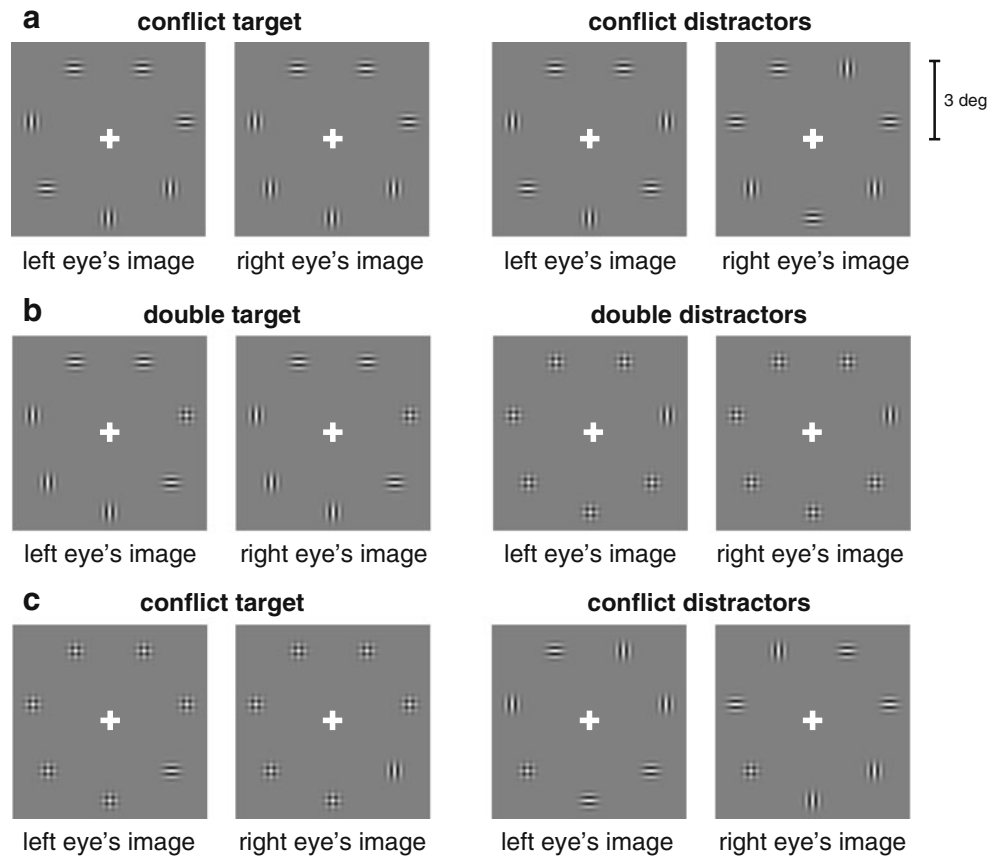 a
conflict target
conflict distractors
3 deg
left eye's image
right eye's image
left eye's image
right eye's image
b
double target
double distractors
left eye's image
right eye's image
left eye's image
right eye's image
c
conflict target
conflict distractors
left eye's image
right eye's image
left eye's image
right eye's image